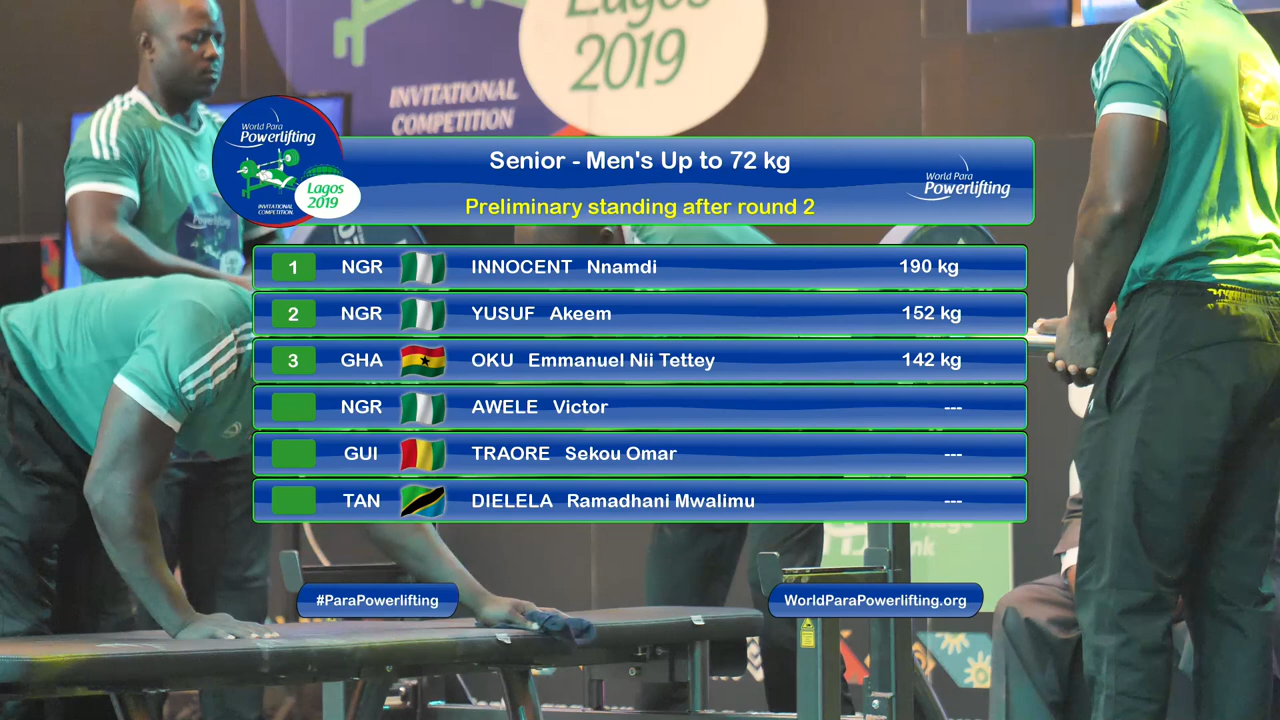 Lagos
2019
INVITATIONAL
COMPETITION
World Para
Powerlifting
Lagos
2019
INVITATIONAL
COMPETITION
Senior - Men's Up to 72 kg
Preliminary standing after round 2
World Para
Powerlifting
1 NGR INNOCENT Nnamdi 190 kg
2 NGR YUSUF Akeem 152 kg
3 GHA OKU Emmanuel Nii Tettey 142 kg
NGR AWELE Victor ---
GUI TRAORE Sekou Omar ---
TAN DIELELA Ramadhani Mwalimu ---
#ParaPowerlifting
WorldParaPowerlifting.org